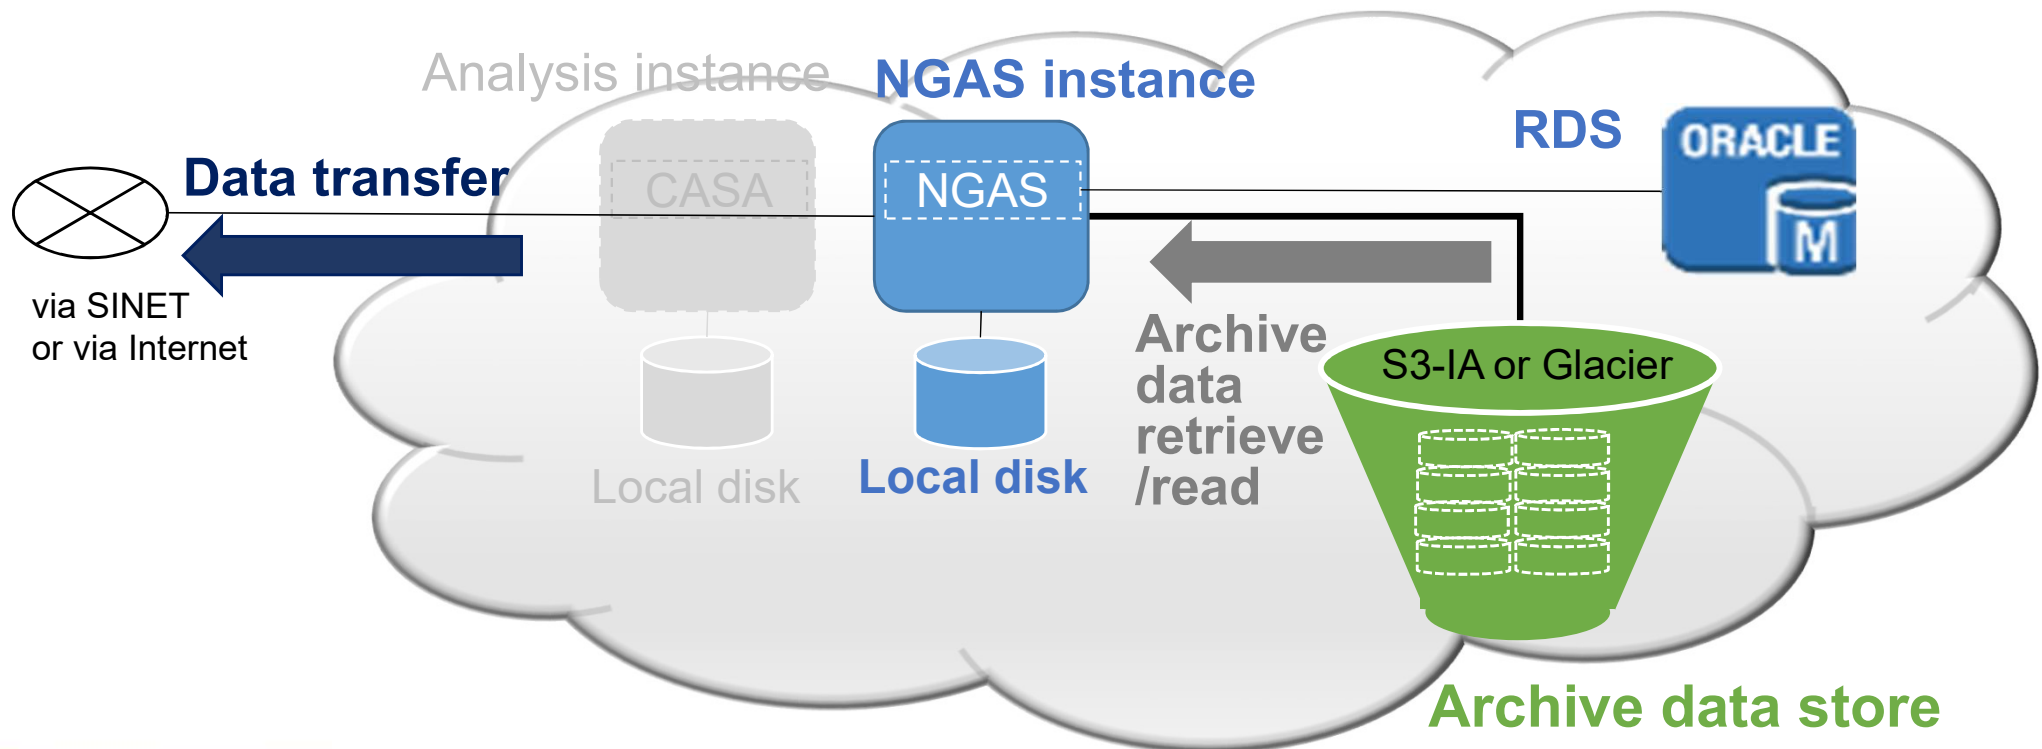 Analysis instance
NGAS instance
RDS
ORACLE
M
Data transfer
CASA
NGAS
via SINET
or via Internet
Archive
data
retrieve
/read
S3-IA or Glacier
Local disk
Local disk
Archive data store